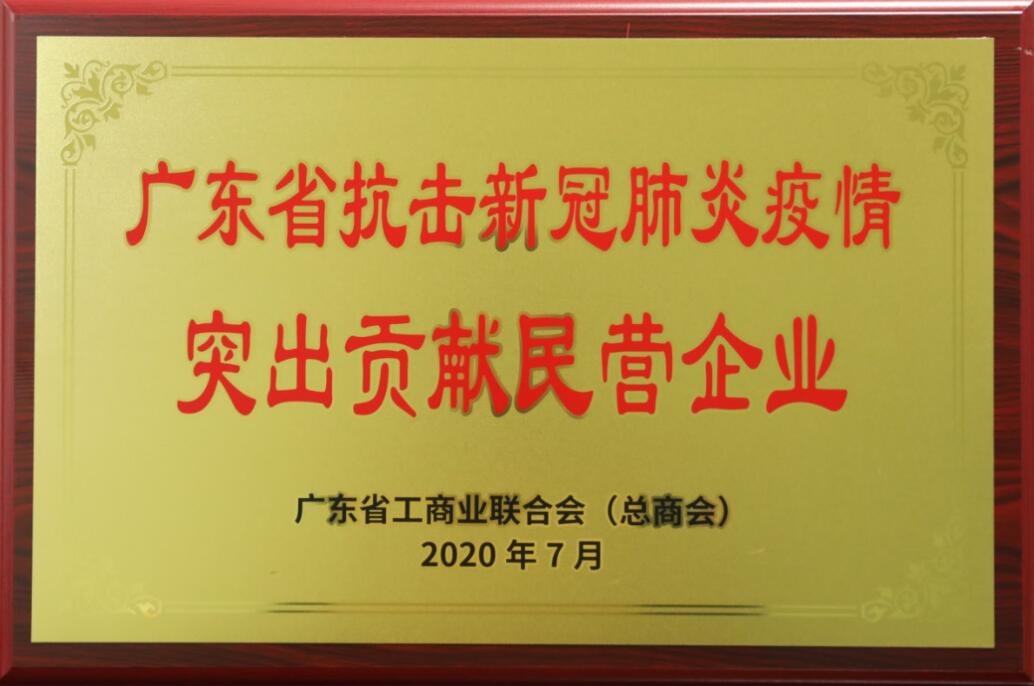 广东省抗击新冠肺炎疫情
突出贡献民营企业
广东省工商业联合会（总商会）
2020 年 7 月